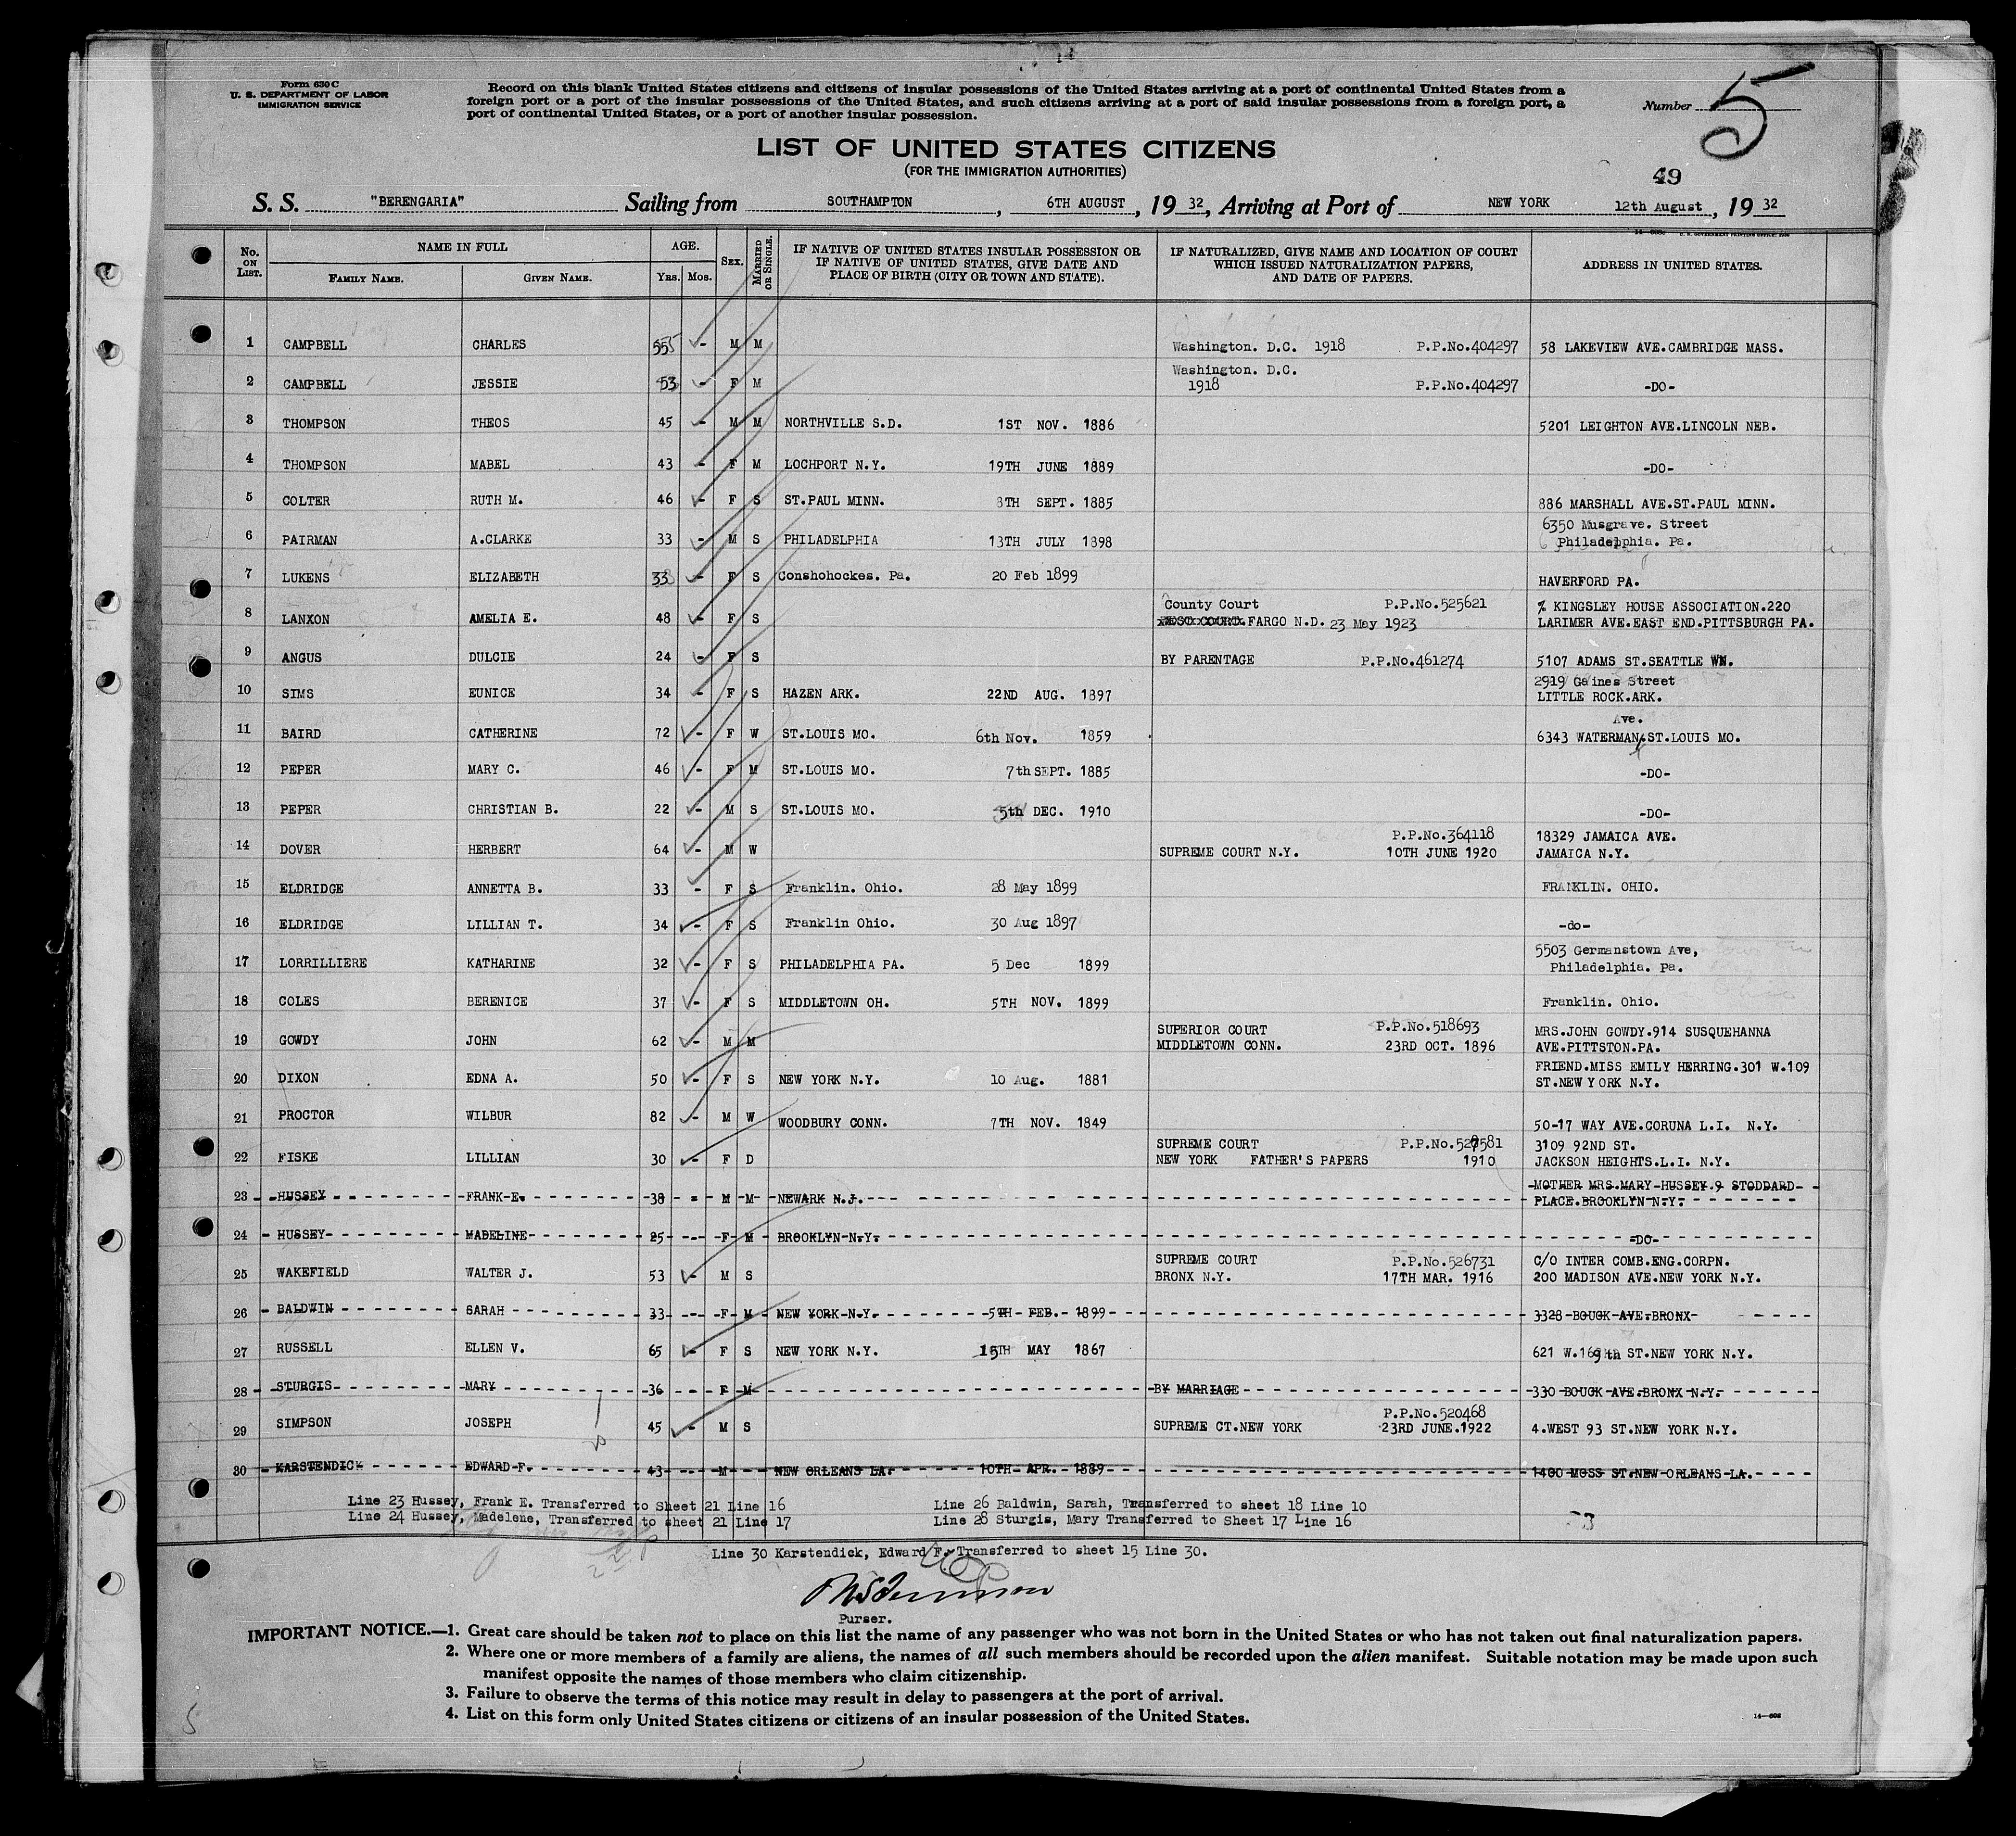 Form 630 C
U. S. DEPARTMENT OF LABOR
IMMIGRATION SERVICE
Record on this blank United States citizens and citizens of insular possessions of the United States arriving at a port of continental United States from a
foreign port or a port of the insular possessions of the United States, and such citizens arriving at a port of said insular possessions from a foreign port, a
port of continental United States, or a port of another insular possession.
Number 5
LIST OF UNITED STATES CITIZENS
(FOR THE IMMIGRATION AUTHORITIES)
49
S. S. "BERENGARIA" Sailing from SOUTHAMPTON, 6TH AUGUST, 19 32, Arriving at Port of NEW YORK 12th August, 19 32
No. ON LIST. NAME IN FULL FAMILY NAME. GIVEN NAME. AGE. YRS. MOS. SEX. MARRIED OR SINGLE. IF NATIVE OF UNITED STATES INSULAR POSSESSION OR IF NATIVE OF UNITED STATES, GIVE DATE AND PLACE OF BIRTH (CITY OR TOWN AND STATE). IF NATURALIZED, GIVE NAME AND LOCATION OF COURT WHICH ISSUED NATURALIZATION PAPERS, AND DATE OF PAPERS. ADDRESS IN UNITED STATES.
1 CAMPBELL CHARLES 55 - M M Washington. D.C. 1918 P.P.No.404297 58 LAKEVIEW AVE.CAMBRIDGE MASS.
2 CAMPBELL JESSIE 53 - F M Washington. D.C. 1918 P.P.No.404297 -DO-
3 THOMPSON THEOS 45 - M M NORTHVILLE S.D. 1ST NOV. 1886 5201 LEIGHTON AVE.LINCOLN NEB.
4 THOMPSON MABEL 43 - F M LOCHPORT N.Y. 19TH JUNE 1889 -DO-
5 COLTER RUTH M. 46 - F S ST.PAUL MINN. 8TH SEPT. 1885 886 MARSHALL AVE.ST.PAUL MINN.
6 PAIRMAN A.CLARKE 33 - M S PHILADELPHIA 13TH JULY 1898 6350 Musgrave. Street Philadelphia. Pa.
7 LUKENS ELIZABETH 33 - F S Conshohockes. Pa. 20 Feb 1899 HAVERFORD PA.
8 LANXON AMELIA E. 48 - F S County Court P.P.No.525621 FARGO N.D. 23 May 1923 % KINGSLEY HOUSE ASSOCIATION.220 LARIMER AVE.EAST END.PITTSBURGH PA.
9 ANGUS DULCIE 24 - F S BY PARENTAGE P.P.No.461274 5107 ADAMS ST.SEATTLE WN.
10 SIMS EUNICE 34 - F S HAZEN ARK. 22ND AUG. 1897 2919 Gaines Street LITTLE ROCK.ARK.
11 BAIRD CATHERINE 72 - F W ST.LOUIS MO. 6th Nov. 1859 6343 WATERMAN Ave. ST.LOUIS MO.
12 PEPER MARY C. 46 - F M ST.LOUIS MO. 7th SEPT. 1885 -DO-
13 PEPER CHRISTIAN B. 22 - M S ST.LOUIS MO. 5th DEC. 1910 -DO-
14 DOVER HERBERT 64 - M W SUPREME COURT N.Y. P.P.No.364118 10TH JUNE 1920 18329 JAMAICA AVE. JAMAICA N.Y.
15 ELDRIDGE ANNETTA B. 33 - F S Franklin. Ohio. 28 May 1899 FRANKLIN. OHIO.
16 ELDRIDGE LILLIAN T. 34 - F S Franklin Ohio. 30 Aug 1897 -do-
17 LORRILLIERE KATHARINE 32 - F S PHILADELPHIA PA. 5 Dec 1899 5503 Germanstown Ave, Philadelphia. Pa.
18 COLES BERENICE 37 - F S MIDDLETOWN OH. 5TH NOV. 1899 Franklin. Ohio.
19 GOWDY JOHN 62 - M M SUPERIOR COURT MIDDLETOWN CONN. P.P.No.518693 23RD OCT. 1896 MRS.JOHN GOWDY.914 SUSQUEHANNA AVE.PITTSTON.PA.
20 DIXON EDNA A. 50 - F S NEW YORK N.Y. 10 Aug. 1881 FRIEND.MISS EMILY HERRING.301 W.109 ST.NEW YORK N.Y.
21 PROCTOR WILBUR 82 - M W WOODBURY CONN. 7TH NOV. 1849 50-17 WAY AVE.CORUNA L.I. N.Y.
22 FISKE LILLIAN 30 - F D SUPREME COURT NEW YORK FATHER'S PAPERS 1910 3109 92ND ST. JACKSON HEIGHTS.L.I. N.Y.
23 HUSSEY FRANK E. 38 - M M NEWARK N.J. MOTHER MRS.MARY HUSSEY.9 STODDARD PLACE.BROOKLYN N.Y.
24 HUSSEY MADELINE 25 - F M BROOKLYN N.Y. -DO-
25 WAKEFIELD WALTER J. 53 - M S SUPREME COURT BRONX N.Y. P.P.No.526731 17TH MAR. 1916 C/O INTER COMB.ENG.CORPN. 200 MADISON AVE.NEW YORK N.Y.
26 BALDWIN SARAH 33 - F M NEW YORK N.Y. 5TH FEB. 1899 3328 BOUCK AVE.BRONX
27 RUSSELL ELLEN V. 65 - F S NEW YORK N.Y. 15TH MAY 1867 621 W.169th ST.NEW YORK N.Y.
28 STURGIS MARY 36 - F M BY MARRIAGE 330 BOUCK AVE.BRONX N.Y.
29 SIMPSON JOSEPH 45 - M S SUPREME CT.NEW YORK P.P.No.520468 23RD JUNE.1922 4.WEST 93 ST.NEW YORK N.Y.
30 KARSTENDICK EDWARD F. 43 - M NEW ORLEANS LA. 10TH APR. 1889 1400 MOSS ST.NEW ORLEANS LA.
Line 23 Hussey, Frank E. Transferred to Sheet 21 Line 16 Line 26 Baldwin, Sarah, Transferred to sheet 18 Line 10
Line 24 Hussey, Madelene, Transferred to sheet 21 Line 17 Line 28 Sturgis, Mary Transferred to Sheet 17 Line 16
Line 30 Karstendick, Edward F. Transferred to sheet 15 Line 30.
Purser.
IMPORTANT NOTICE.—1. Great care should be taken not to place on this list the name of any passenger who was not born in the United States or who has not taken out final naturalization papers.
2. Where one or more members of a family are aliens, the names of all such members should be recorded upon the alien manifest. Suitable notation may be made upon such
manifest opposite the names of those members who claim citizenship.
3. Failure to observe the terms of this notice may result in delay to passengers at the port of arrival.
4. List on this form only United States citizens or citizens of an insular possession of the United States.
5